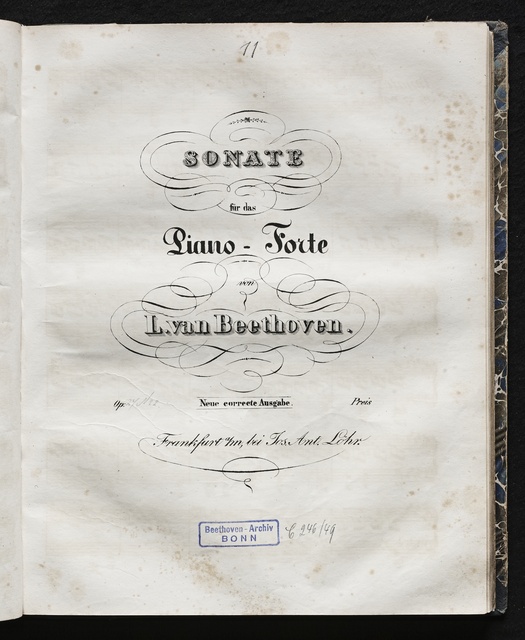 11
SONATE
für das
Piano - Forte
von
L. van Beethoven.
Op. Neue correcte Ausgabe. Preis
Frankfurt a/m, bei Jos. Ant. Löhr.
Beethoven - Archiv
BONN
C 246/49